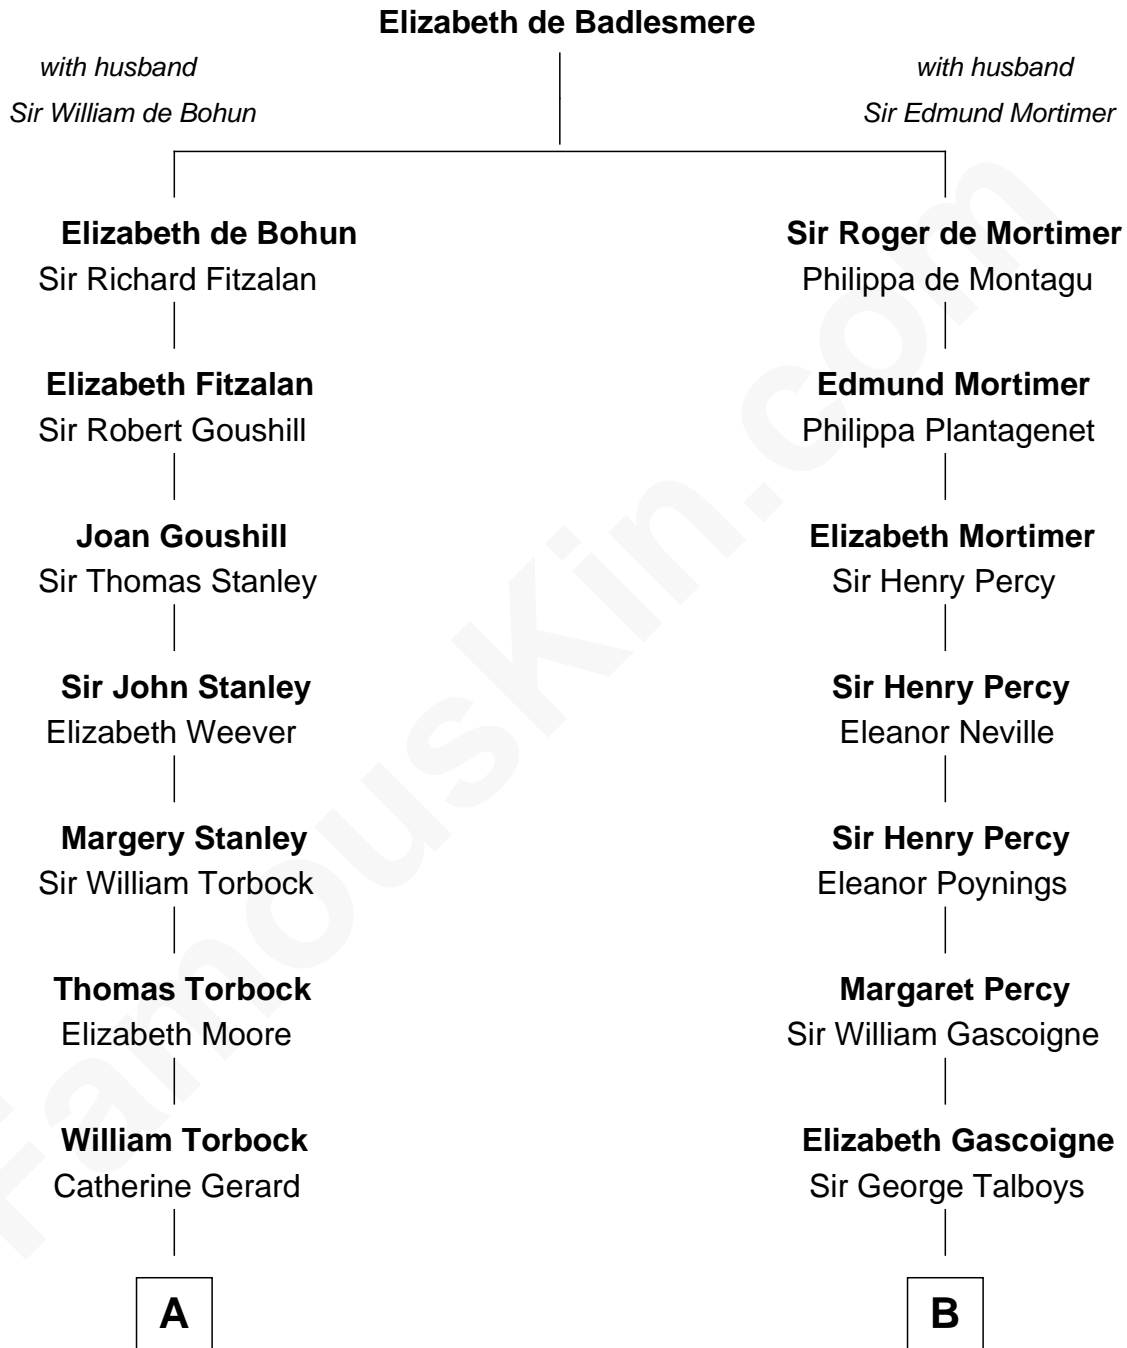 Elizabeth de Badlesmere
with husband
Sir William de Bohun
with husband
Sir Edmund Mortimer
Elizabeth de Bohun
Sir Richard Fitzalan
Sir Roger de Mortimer
Philippa de Montagu
Elizabeth Fitzalan
Sir Robert Goushill
Edmund Mortimer
Philippa Plantagenet
Joan Goushill
Sir Thomas Stanley
Elizabeth Mortimer
Sir Henry Percy
Sir John Stanley
Elizabeth Weever
Sir Henry Percy
Eleanor Neville
Margery Stanley
Sir William Torbock
Sir Henry Percy
Eleanor Poynings
Thomas Torbock
Elizabeth Moore
Margaret Percy
Sir William Gascoigne
William Torbock
Catherine Gerard
Elizabeth Gascoigne
Sir George Talboys
A
B
FamousKin.com